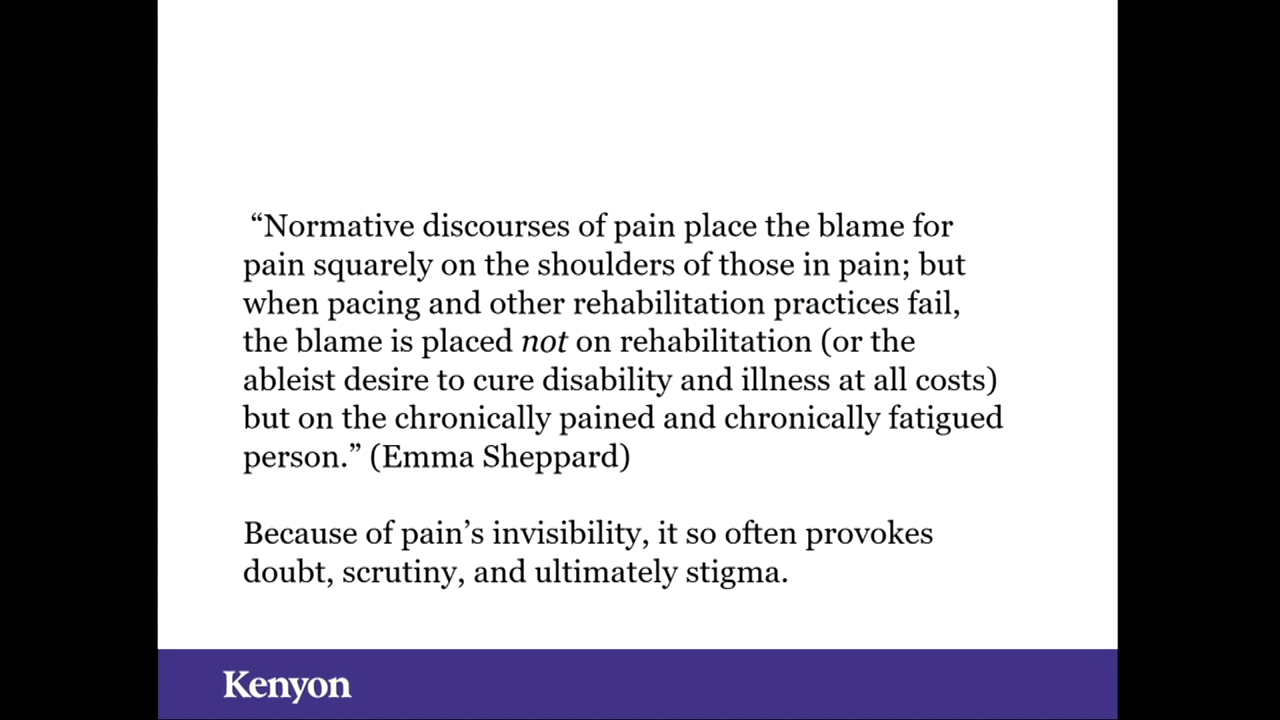 “Normative discourses of pain place the blame for
pain squarely on the shoulders of those in pain; but
when pacing and other rehabilitation practices fail,
the blame is placed not on rehabilitation (or the
ableist desire to cure disability and illness at all costs)
but on the chronically pained and chronically fatigued
person.” (Emma Sheppard)
Because of pain’s invisibility, it so often provokes
doubt, scrutiny, and ultimately stigma.
Kenyon